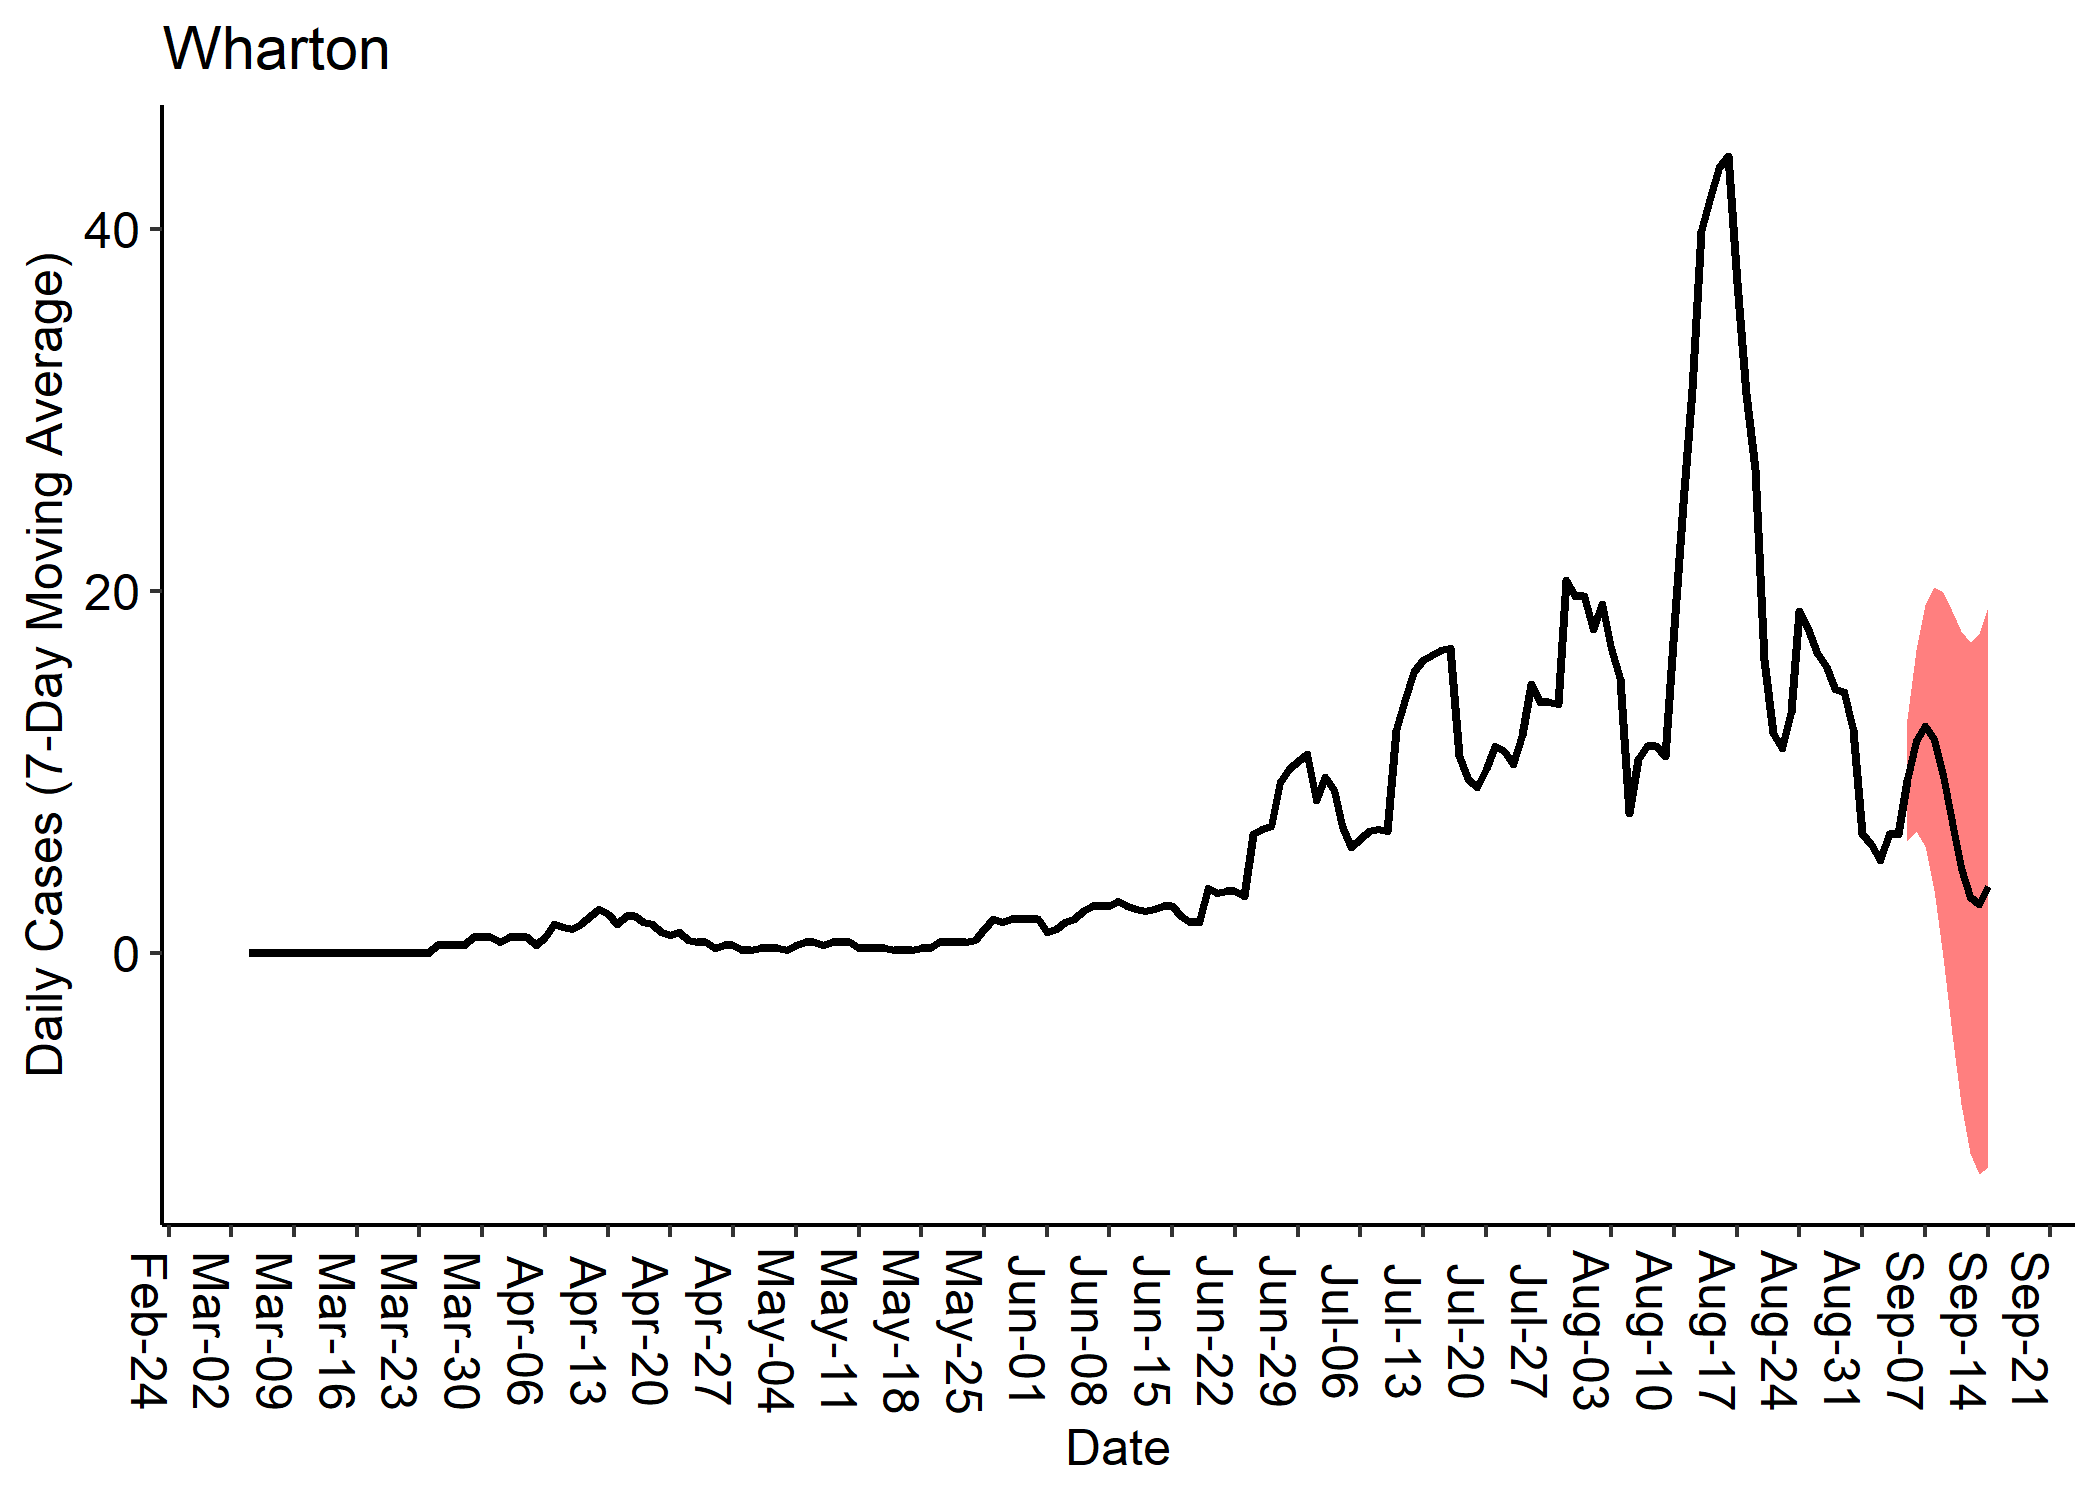 Wharton
Daily Cases (7-Day Moving Average)
40
20
0
Feb-24
Mar-02
Mar-09
Mar-16
Mar-23
Mar-30
Apr-06
Apr-13
Apr-20
Apr-27
May-04
May-11
May-18
May-25
Jun-01
Jun-08
Jun-15
Jun-22
Jun-29
Jul-06
Jul-13
Jul-20
Jul-27
Aug-03
Aug-10
Aug-17
Aug-24
Aug-31
Sep-07
Sep-14
Sep-21
Date